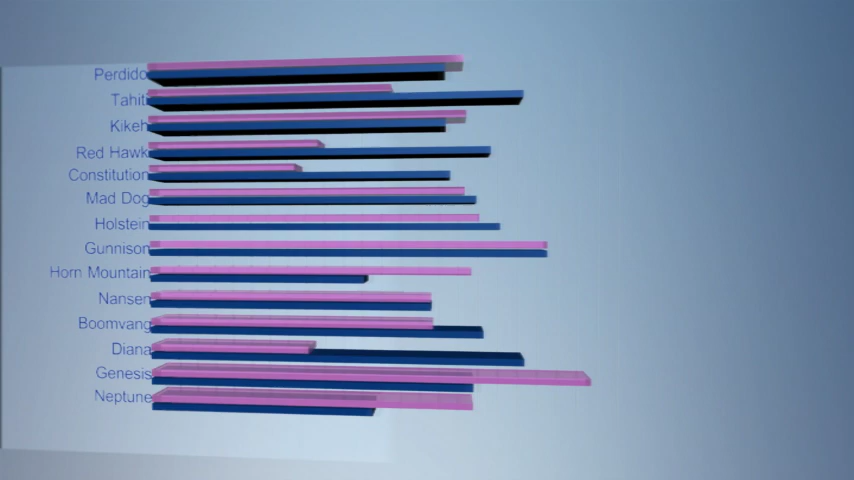 Perdido
Tahiti
Kikeh
Red Hawk
Constitution
Mad Dog
Holstein
Gunnison
Horn Mountain
Nansen
Boomvang
Diana
Genesis
Neptune